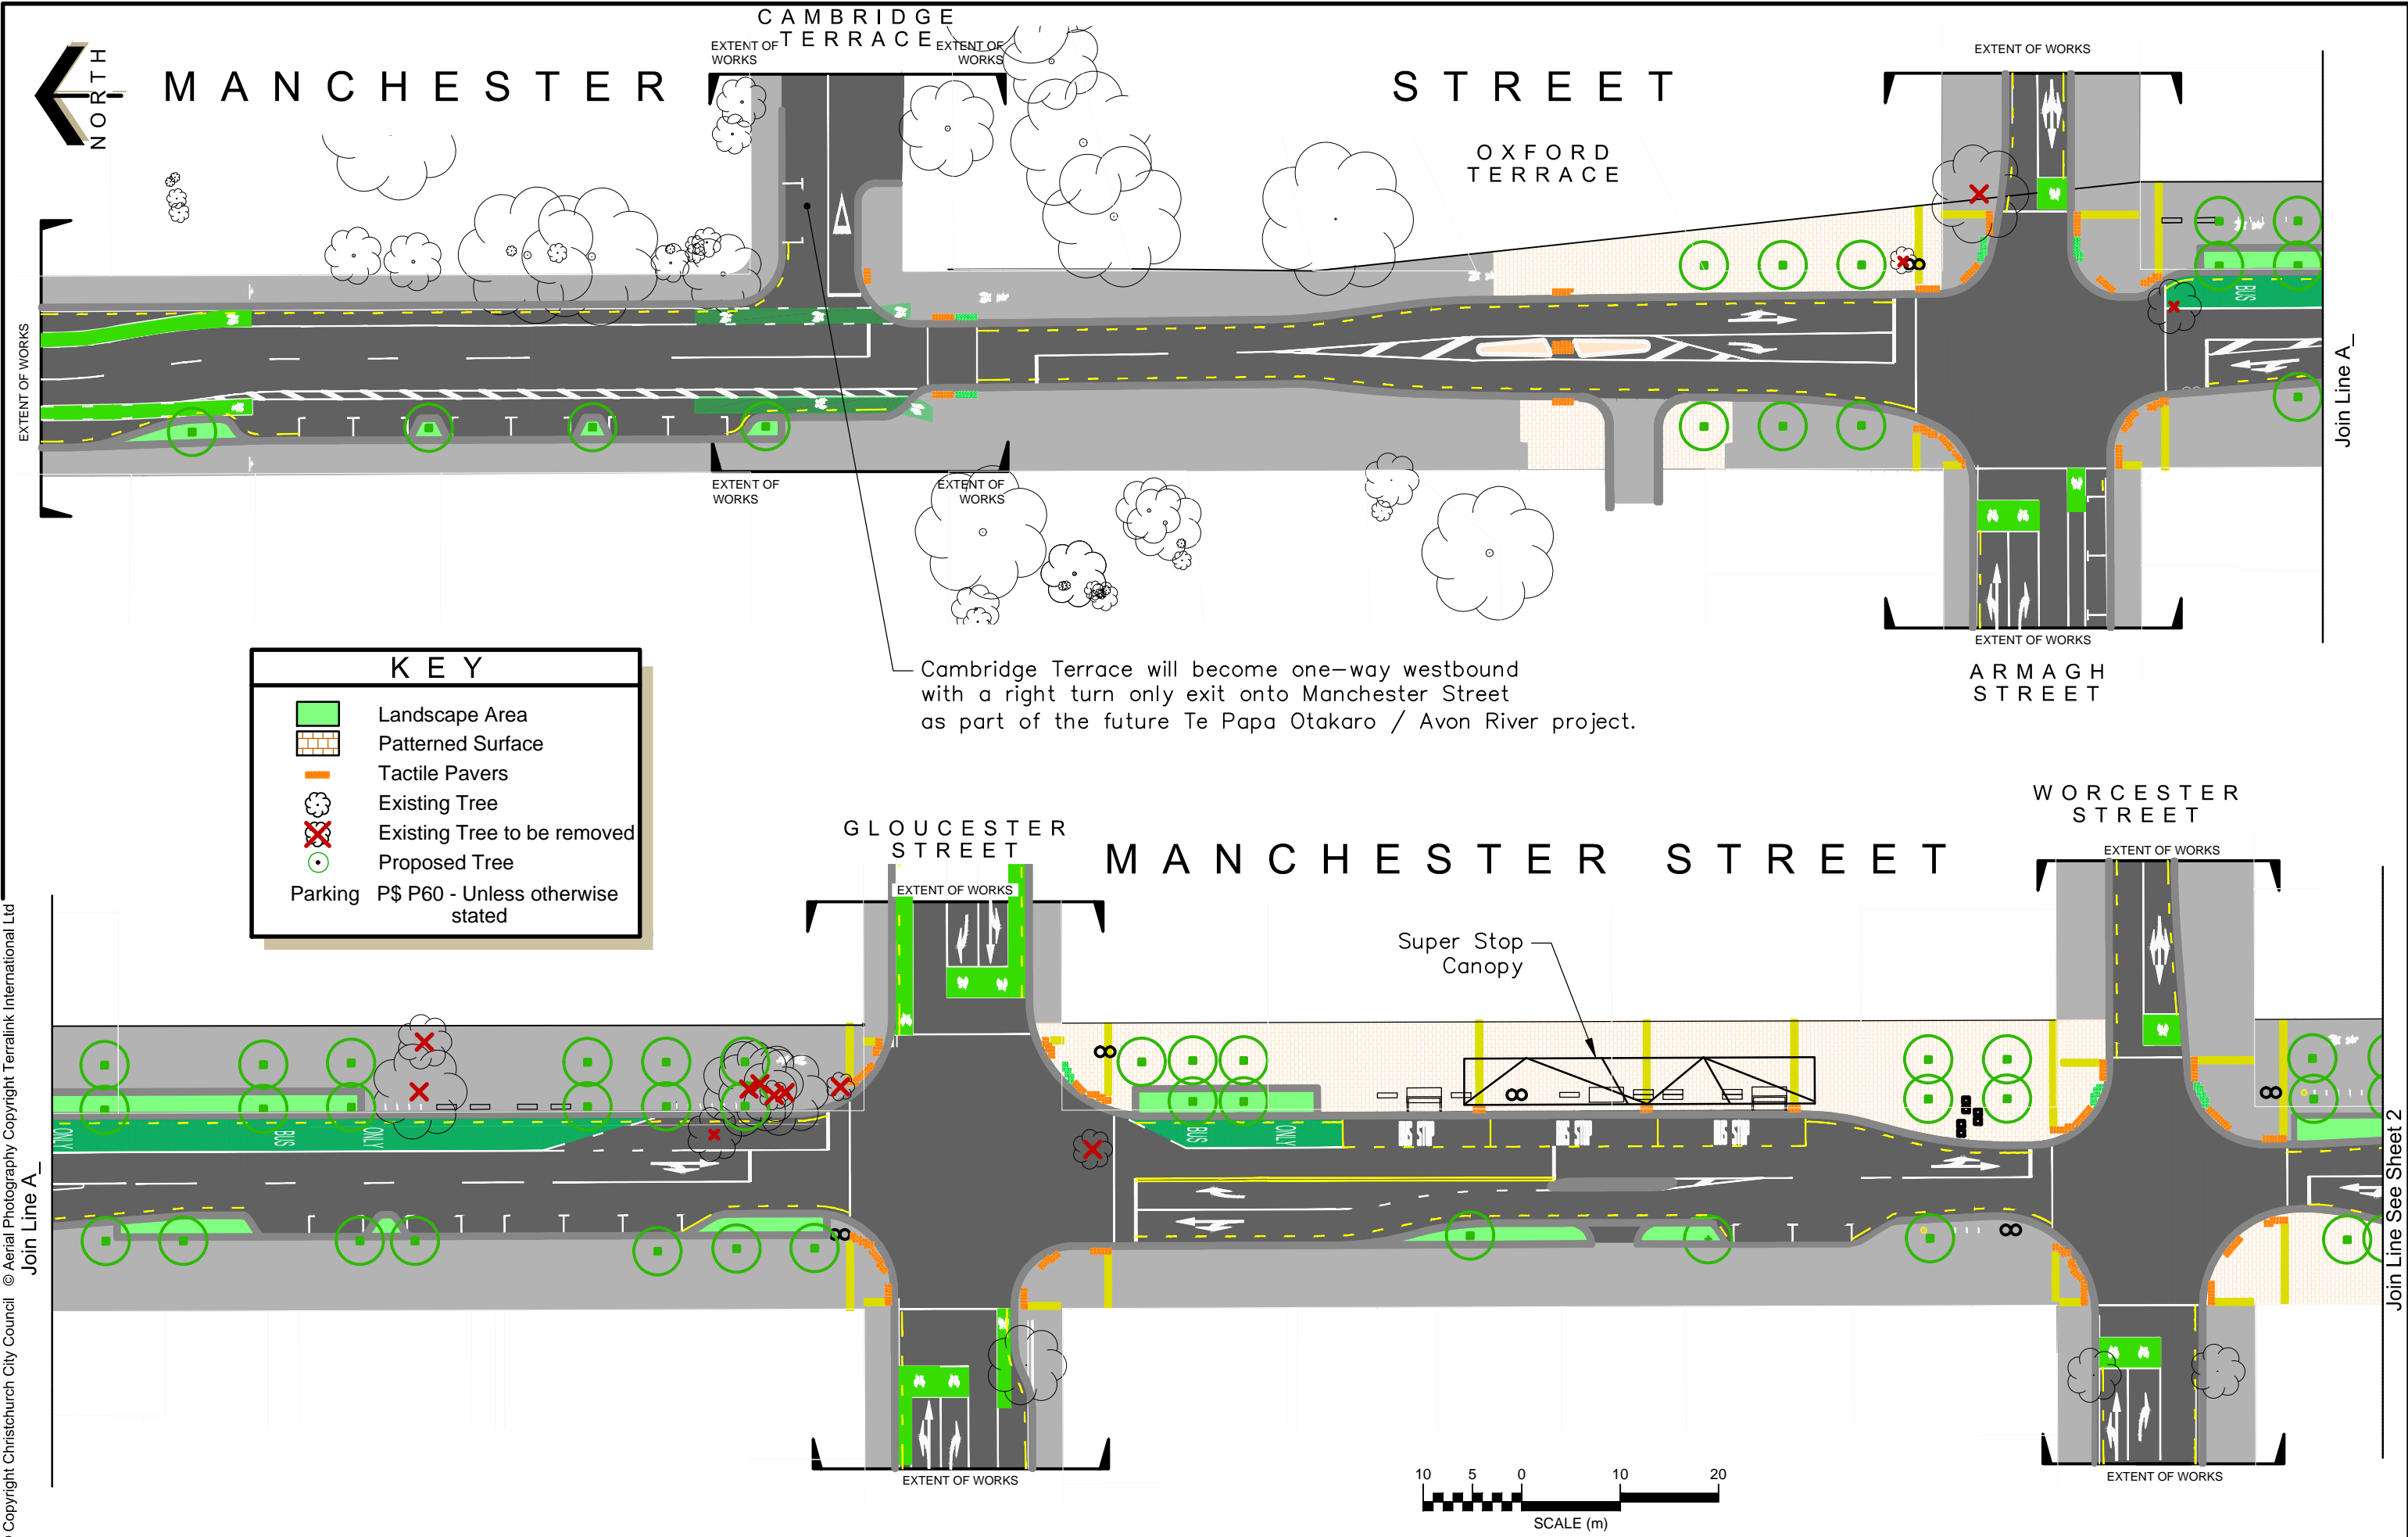 CAMBRIDGE
TERRACE
EXTENT OF
WORKS
EXTENT OF
WORKS
EXTENT OF WORKS
NORTH
MANCHESTER
STREET
OXFORD
TERRACE
EXTENT OF WORKS
BUS
Join Line A_
EXTENT OF
WORKS
EXTENT OF
WORKS
EXTENT OF WORKS
ARMAGH
STREET
Cambridge Terrace will become one-way westbound
with a right turn only exit onto Manchester Street
as part of the future Te Papa Otakaro / Avon River project.
KEY
Landscape Area
Patterned Surface
Tactile Pavers
Existing Tree
Existing Tree to be removed
Proposed Tree
Parking P$ P60 - Unless otherwise
stated
GLOUCESTER
STREET
MANCHESTER STREET
WORCESTER
STREET
EXTENT OF WORKS
EXTENT OF WORKS
Super Stop
Canopy
ONLY
BUS
ONLY
BUS
ONLY
Join Line A_
Join Line See Sheet 2
EXTENT OF WORKS
EXTENT OF WORKS
10 5 0 10 20
SCALE (m)
Copyright Christchurch City Council © Aerial Photography Copyright Terralink International Ltd